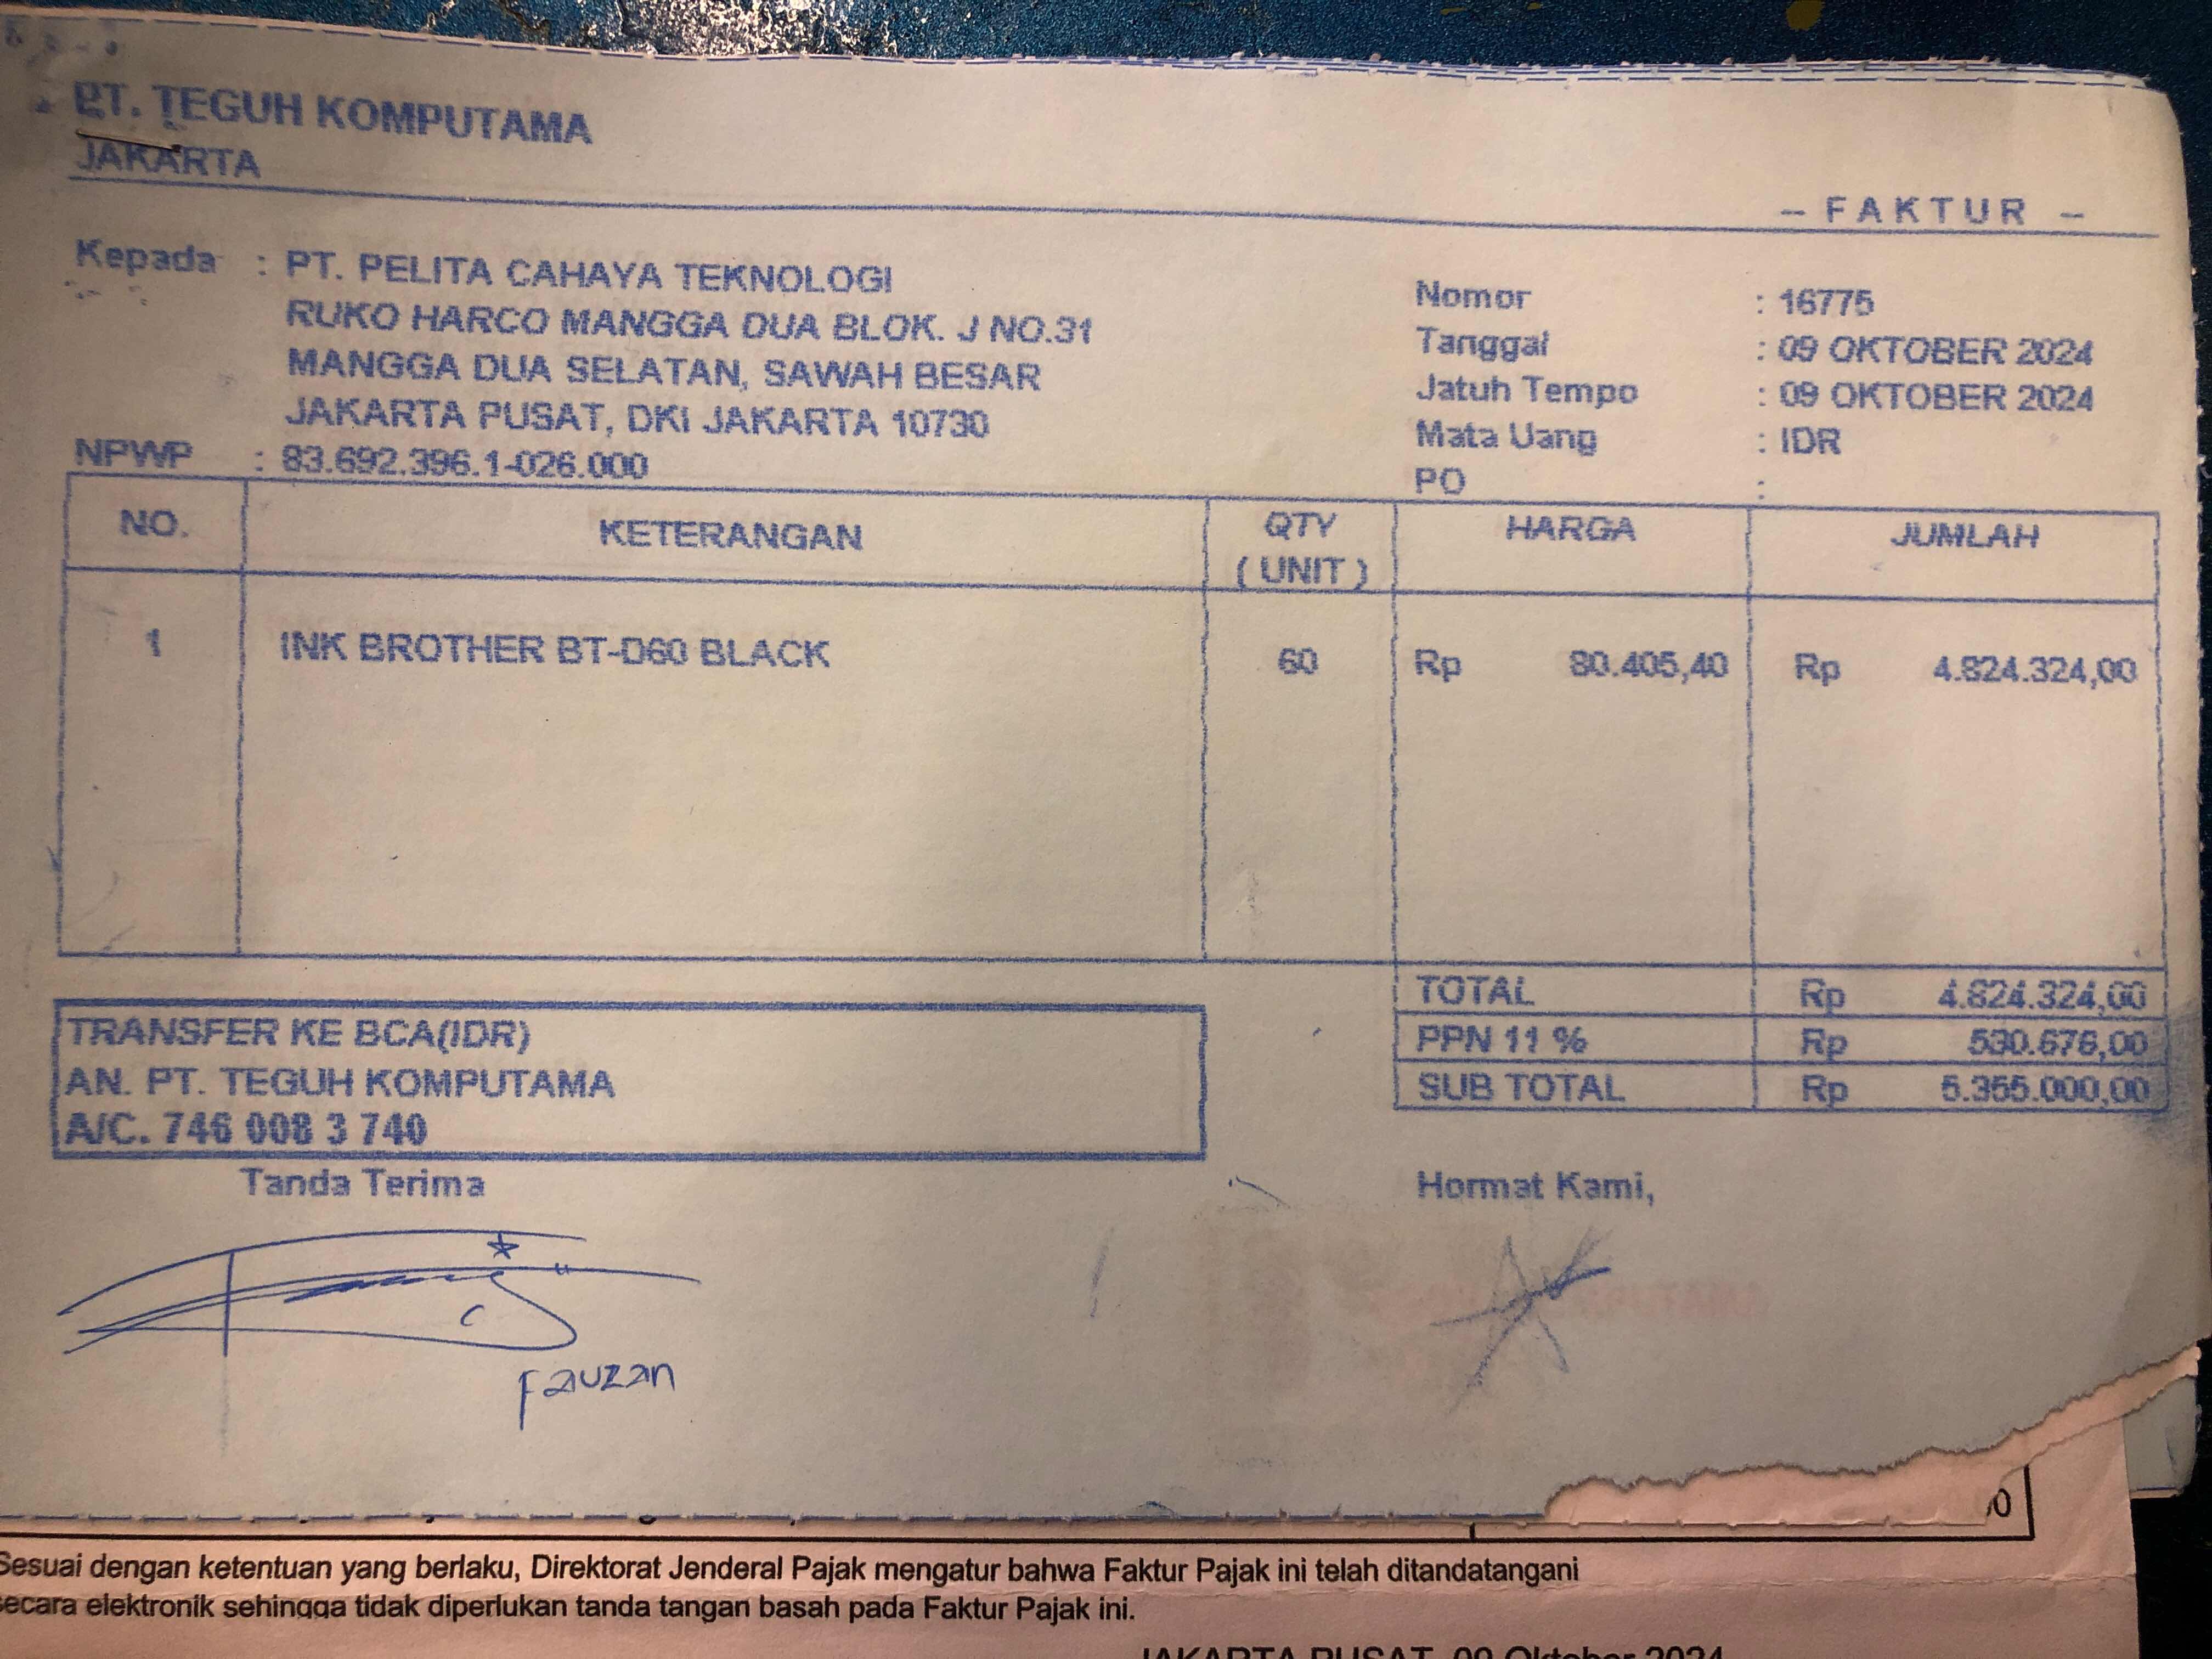 PT. TEGUH KOMPUTAMA
JAKARTA
– FAKTUR –
Kepada : PT. PELITA CAHAYA TEKNOLOGI
RUKO HARCO MANGGA DUA BLOK. J NO.31
MANGGA DUA SELATAN, SAWAH BESAR
JAKARTA PUSAT, DKI JAKARTA 10730
NPWP : 83.692.396.1-026.000
Nomor : 16775
Tanggal : 09 OKTOBER 2024
Jatuh Tempo : 09 OKTOBER 2024
Mata Uang : IDR
PO :
NO. KETERANGAN QTY (UNIT) HARGA JUMLAH
1 INK BROTHER BT-D60 BLACK 60 Rp 80.405,40 Rp 4.824.324,00
TOTAL Rp 4.824.324,00
PPN 11 % Rp 530.676,00
SUB TOTAL Rp 5.355.000,00
TRANSFER KE BCA(IDR)
AN. PT. TEGUH KOMPUTAMA
A/C. 746 008 3 740
Tanda Terima
Hormat Kami,
Fauzan
Sesuai dengan ketentuan yang berlaku, Direktorat Jenderal Pajak mengatur bahwa Faktur Pajak ini telah ditandatangani
secara elektronik sehingga tidak diperlukan tanda tangan basah pada Faktur Pajak ini.
JAKARTA PUSAT, 09 Oktober 2024